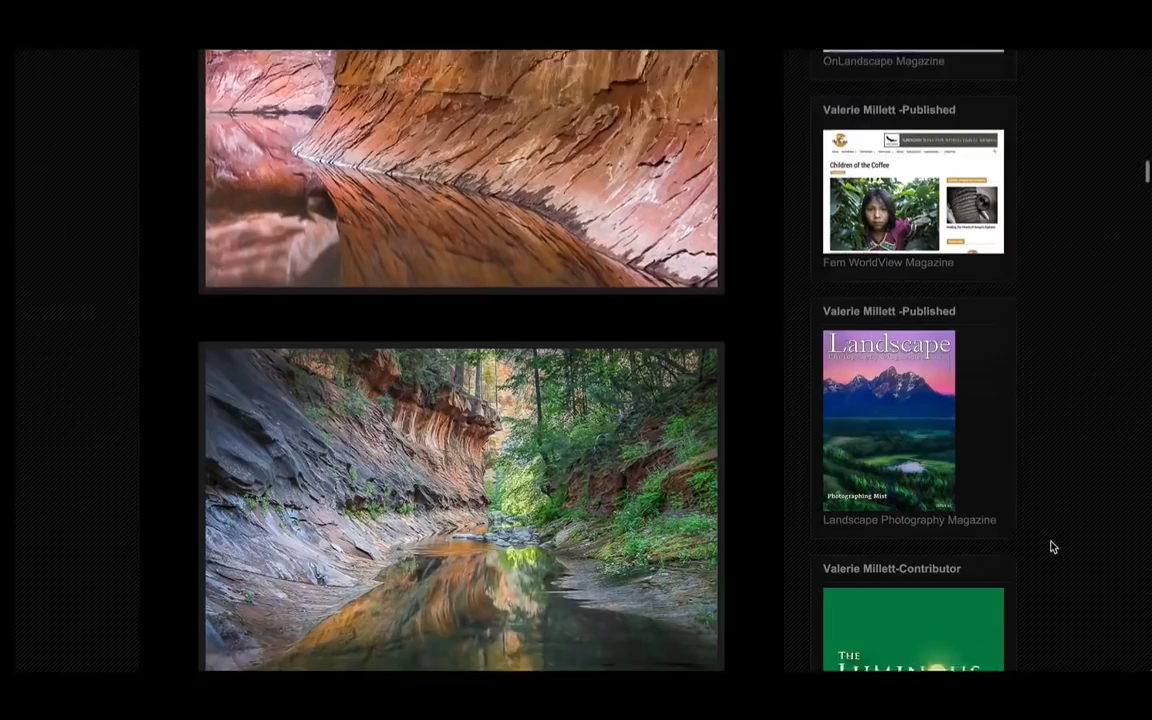 OnLandscape Magazine
Valerie Millett -Published
Children of the Coffee
Fem WorldView Magazine
Valerie Millett -Published
Landscape
Photographing Mist
Landscape Photography Magazine
Valerie Millett-Contributor
THE
LUMINOUS